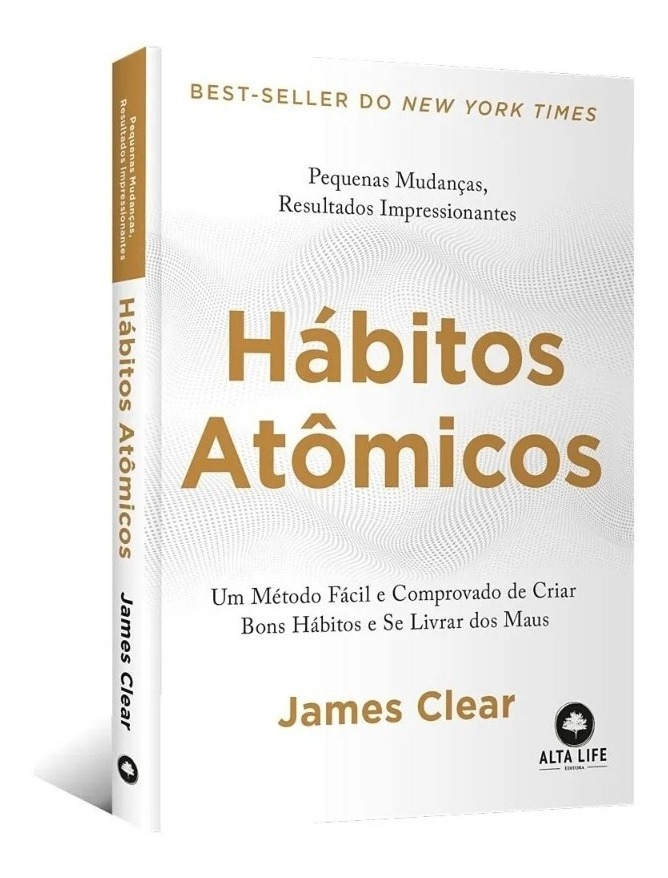 BEST-SELLER DO NEW YORK TIMES
Pequenas Mudanças,
Resultados Impressionantes
Hábitos
Atômicos
Um Método Fácil e Comprovado de Criar
Bons Hábitos e Se Livrar dos Maus
James Clear
ALTA LIFE
EDITORA
Pequenas Mudanças,
Resultados Impressionantes
Hábitos Atômicos
James Clear